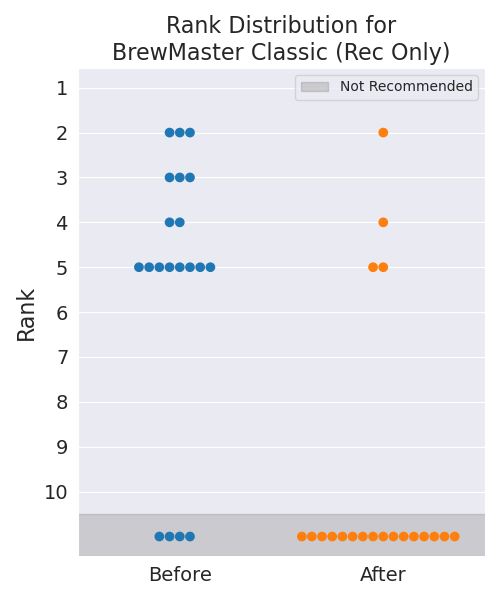 Rank Distribution for
BrewMaster Classic (Rec Only)
Not Recommended
Rank
1
2
3
4
5
6
7
8
9
10
Before
After